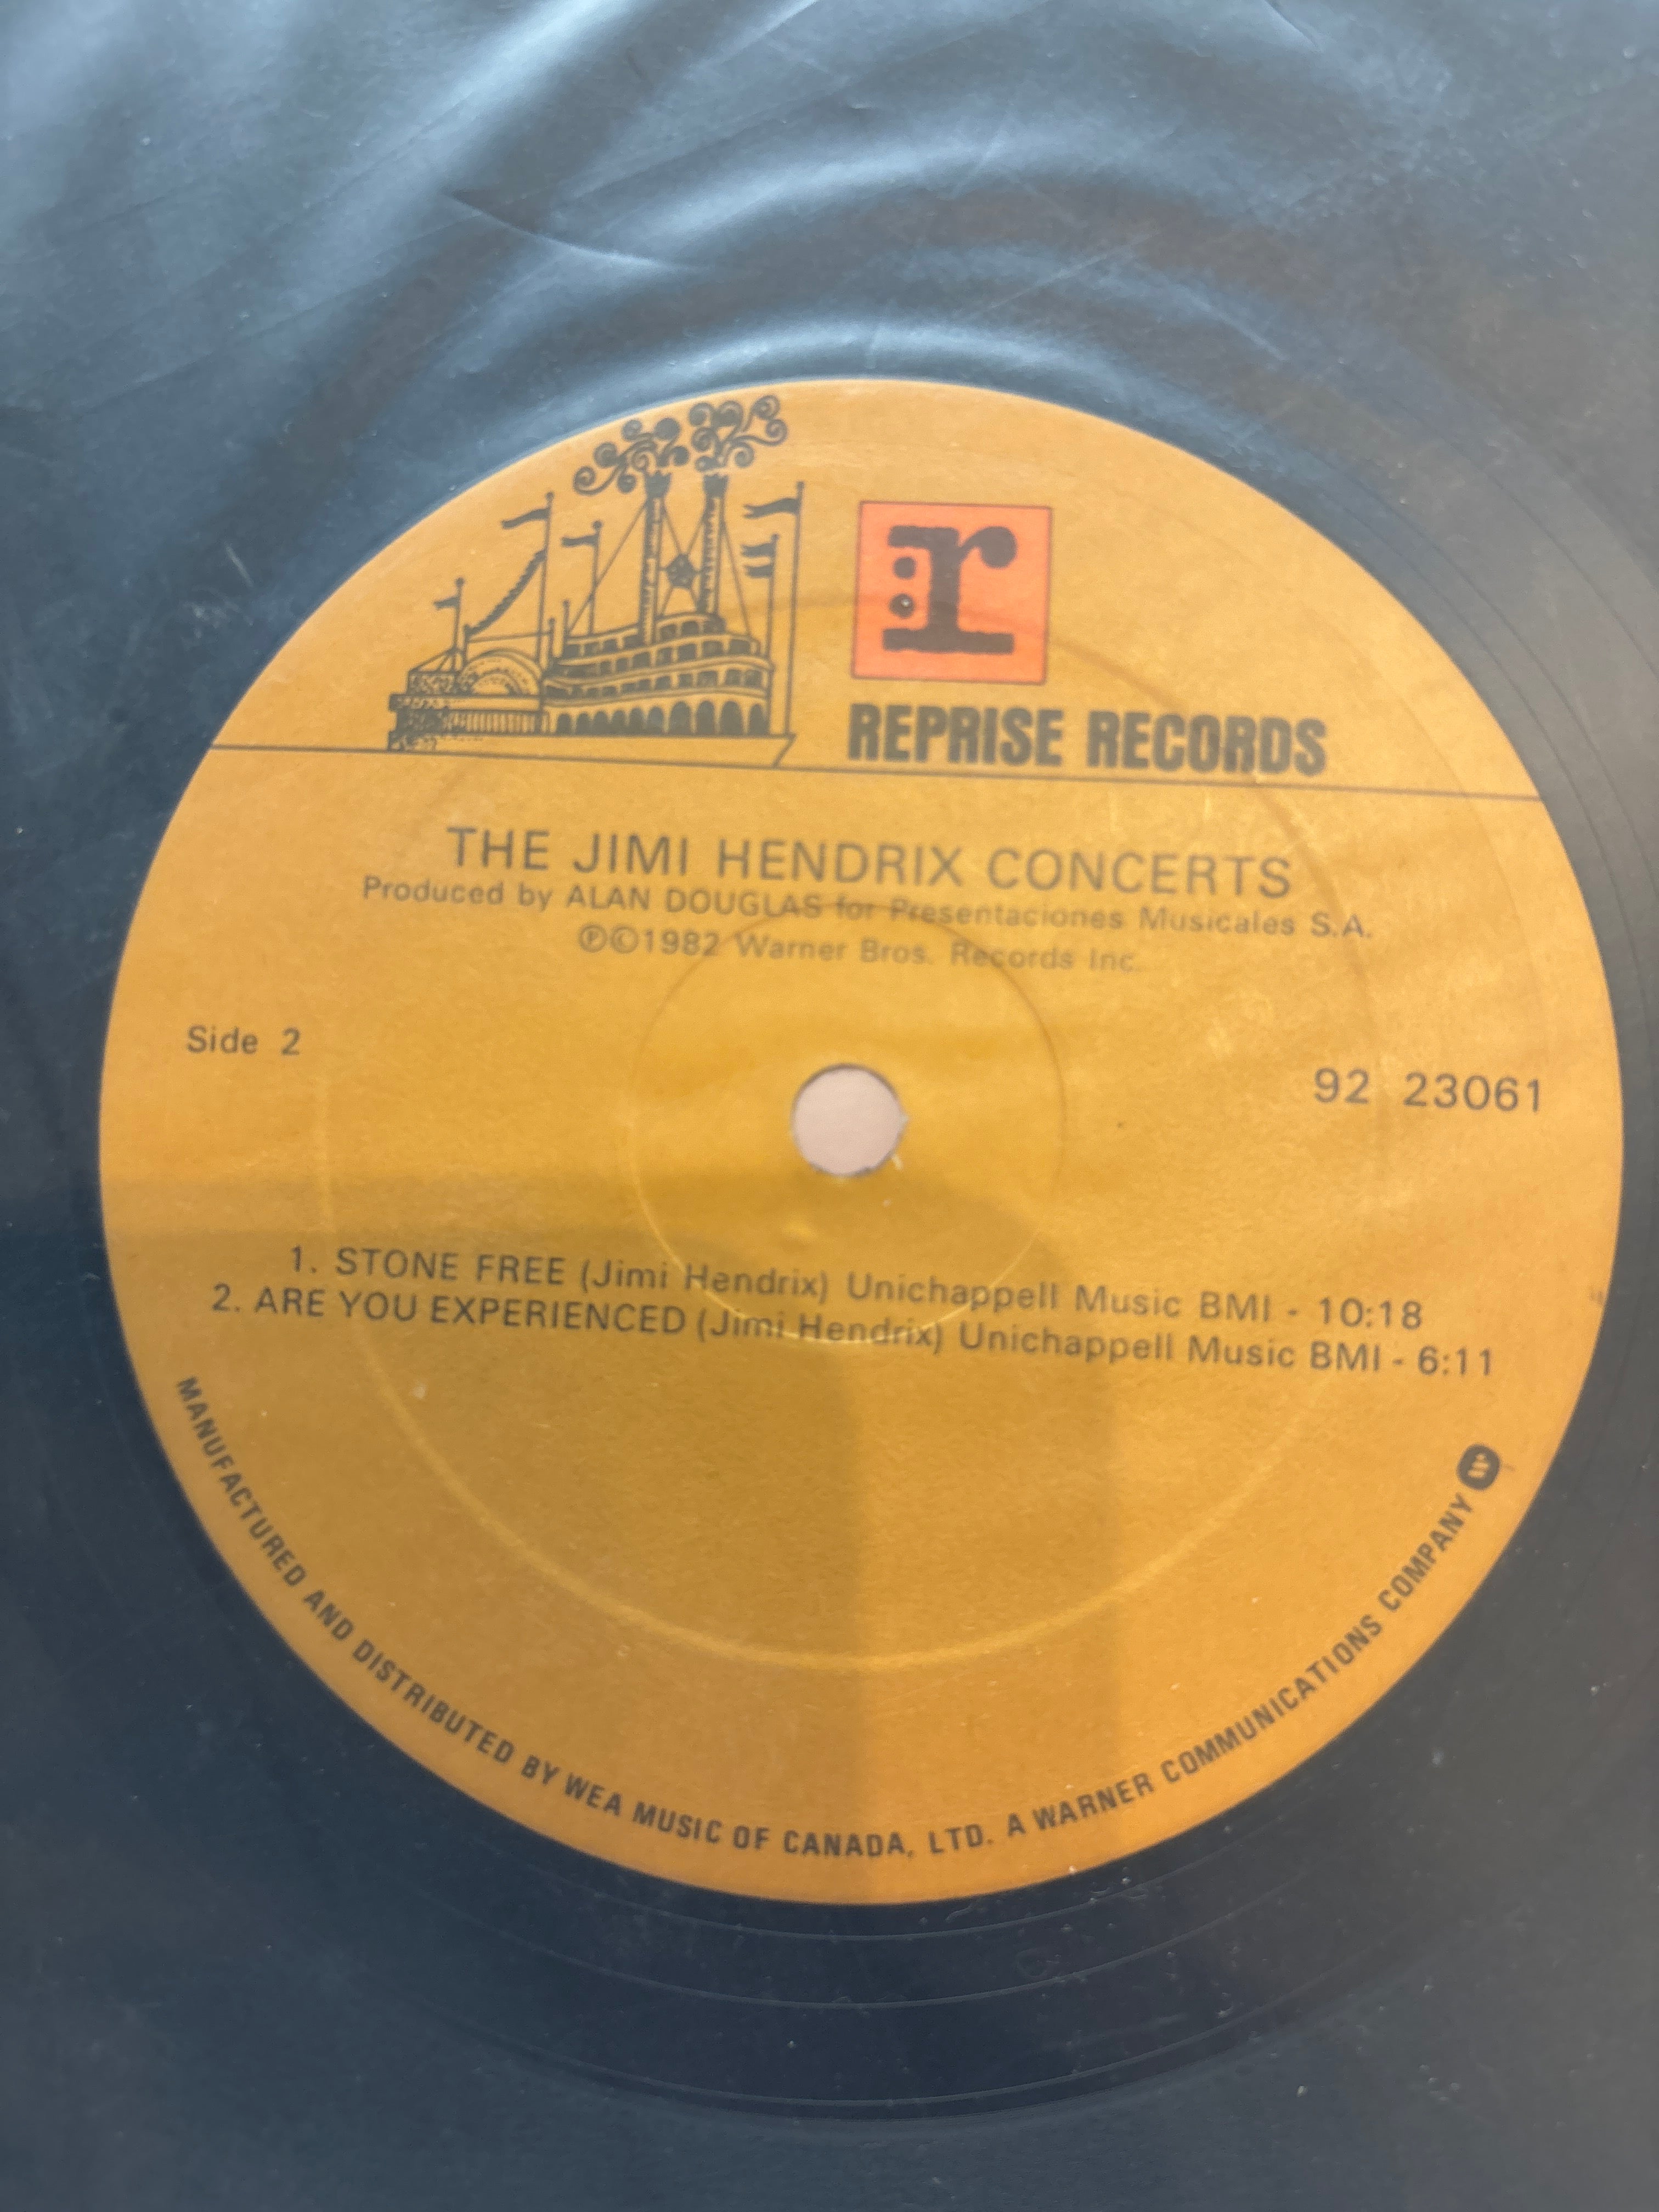 :r
REPRISE RECORDS
THE JIMI HENDRIX CONCERTS
Produced by ALAN DOUGLAS for Presentaciones Musicales S.A.
Ⓟ©1982 Warner Bros. Records Inc.
Side 2
92 23061
1. STONE FREE (Jimi Hendrix) Unichappell Music BMI - 10:18
2. ARE YOU EXPERIENCED (Jimi Hendrix) Unichappell Music BMI - 6:11
MANUFACTURED AND DISTRIBUTED BY WEA MUSIC OF CANADA, LTD. A WARNER COMMUNICATIONS COMPANY